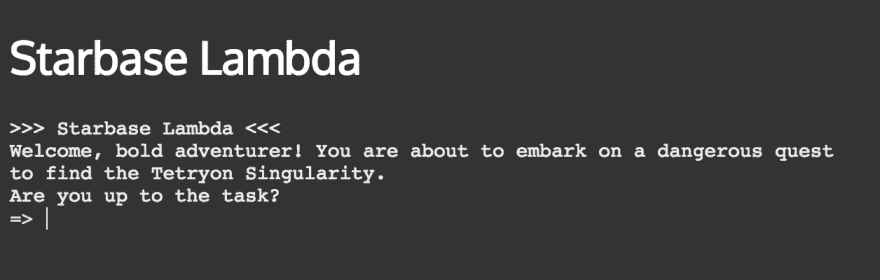 Starbase Lambda
>>> Starbase Lambda <<<
Welcome, bold adventurer! You are about to embark on a dangerous quest
to find the Tetryon Singularity.
Are you up to the task?
=>